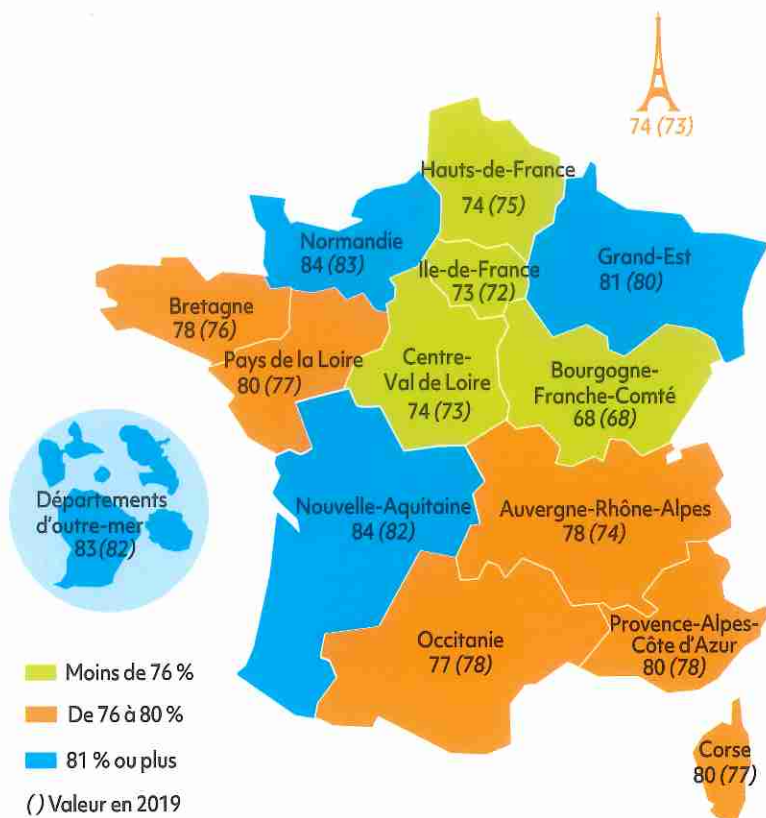 74 (73)
Hauts-de-France
74 (75)
Normandie
84 (83)
Ile-de-France
73 (72)
Grand-Est
81 (80)
Bretagne
78 (76)
Pays de la Loire
80 (77)
Centre-
Val de Loire
74 (73)
Bourgogne-
Franche-Comté
68 (68)
Départements
d'outre-mer
83 (82)
Nouvelle-Aquitaine
84 (82)
Auvergne-Rhône-Alpes
78 (74)
Occitanie
77 (78)
Provence-Alpes-
Côte d'Azur
80 (78)
Corse
80 (77)
Moins de 76 %
De 76 à 80 %
81 % ou plus
() Valeur en 2019